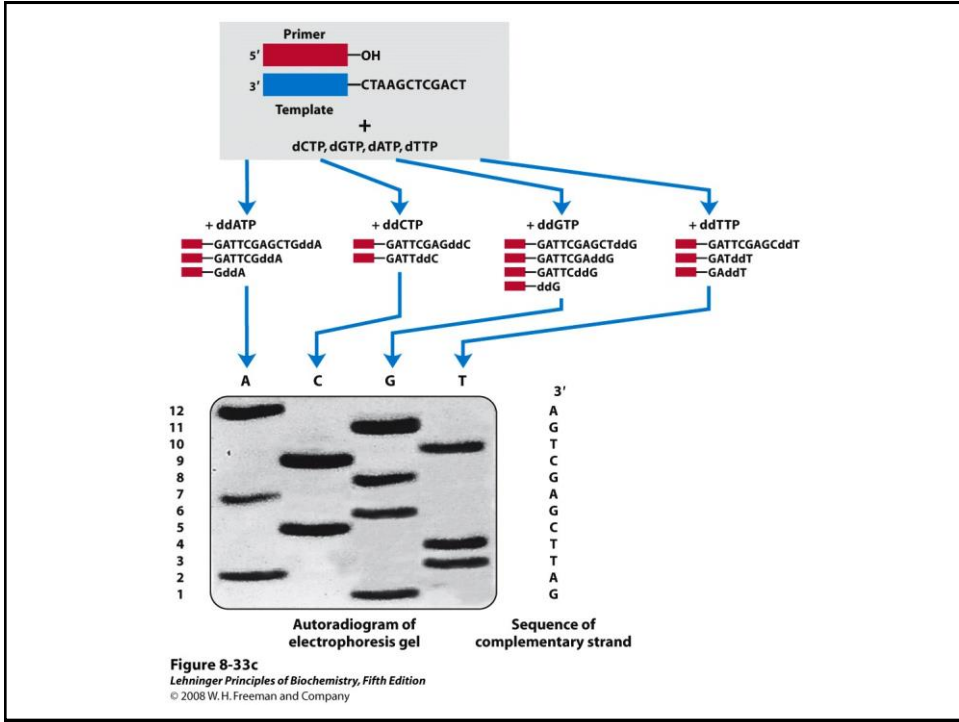 Primer
5' OH
3' CTAAGCTCGACT
Template
+
dCTP, dGTP, dATP, dTTP
+ ddATP
GATTCGAGCTGddA
GATTCGddA
GddA
+ ddCTP
GATTCGAGddC
GATTddC
+ ddGTP
GATTCGAGCTddG
GATTCGAddG
GATTCddG
ddG
+ ddTTP
GATTCGAGCddT
GATddT
GAddT
A C G T
3'
12 A
11 G
10 T
9 C
8 G
7 A
6 G
5 C
4 T
3 T
2 A
1 G
Autoradiogram of
electrophoresis gel
Sequence of
complementary strand
Figure 8-33c
Lehninger Principles of Biochemistry, Fifth Edition
© 2008 W. H. Freeman and Company